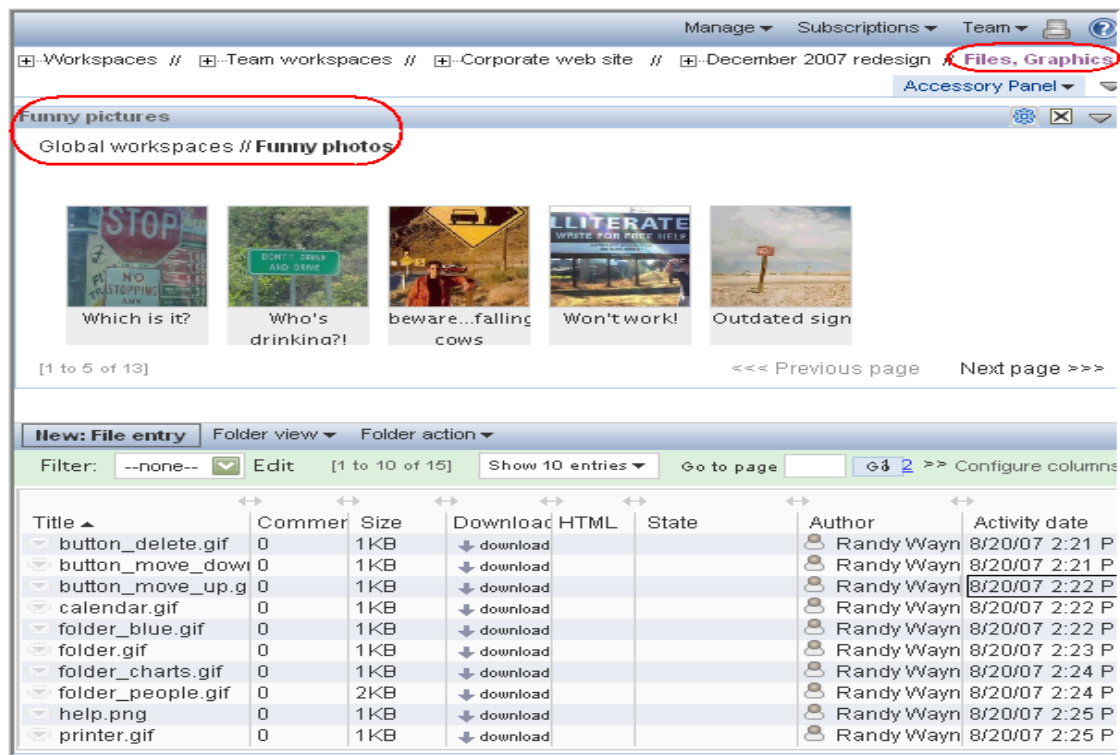 Manage Subscriptions Team
Workspaces // Team workspaces // Corporate web site // December 2007 redesign // Files, Graphics
Accessory Panel
Funny pictures
Global workspaces // Funny photos
STOP
NO
STOPPING
ANY
DON'T DRINK
AND DRIVE
LLITERATE
WRITE FOR FREE HELP
Which is it? Who's drinking?! beware...falling cows Won't work! Outdated sign
[1 to 5 of 13] <<< Previous page Next page >>>
New: File entry Folder view Folder action
Filter: --none-- Edit [1 to 10 of 15] Show 10 entries Go to page 2 >> Configure columns
Title Commer Size Download HTML State Author Activity date
button_delete.gif 0 1KB download Randy Wayn 8/20/07 2:21 P
button_move_dow 0 1KB download Randy Wayn 8/20/07 2:21 P
button_move_up.g 0 1KB download Randy Wayn 8/20/07 2:22 P
calendar.gif 0 1KB download Randy Wayn 8/20/07 2:22 P
folder_blue.gif 0 1KB download Randy Wayn 8/20/07 2:22 P
folder.gif 0 1KB download Randy Wayn 8/20/07 2:23 P
folder_charts.gif 0 1KB download Randy Wayn 8/20/07 2:24 P
folder_people.gif 0 2KB download Randy Wayn 8/20/07 2:24 P
help.png 0 1KB download Randy Wayn 8/20/07 2:25 P
printer.gif 0 1KB download Randy Wayn 8/20/07 2:25 P